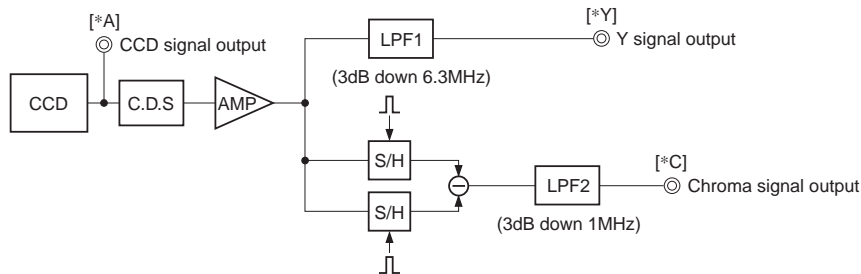 [*A]
CCD signal output
[*Y]
Y signal output
LPF1
(3dB down 6.3MHz)
CCD
C.D.S
AMP
S/H
S/H
[*C]
Chroma signal output
LPF2
(3dB down 1MHz)